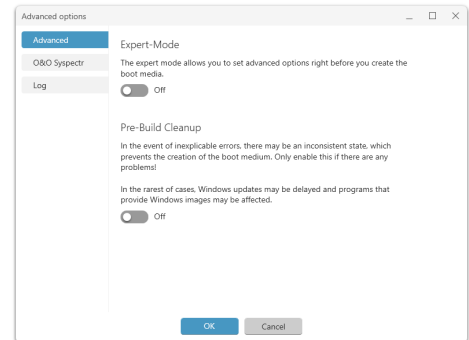 Advanced options
Advanced
O&O Syspectr
Log
Expert-Mode
The expert mode allows you to set advanced options right before you create the
boot media.
Off
Pre-Build Cleanup
In the event of inexplicable errors, there may be an inconsistent state, which
prevents the creation of the boot medium. Only enable this if there are any
problems!
In the rarest of cases, Windows updates may be delayed and programs that
provide Windows images may be affected.
Off
OK
Cancel